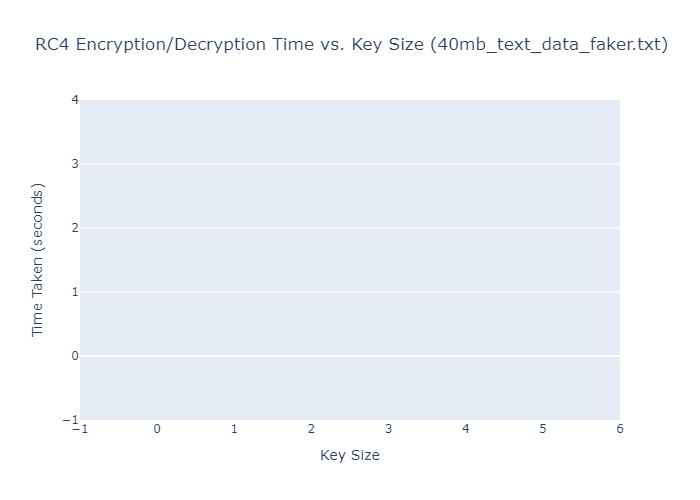 RC4 Encryption/Decryption Time vs. Key Size (40mb_text_data_faker.txt)
4
3
2
1
0
−1
Time Taken (seconds)
−1 0 1 2 3 4 5 6
Key Size